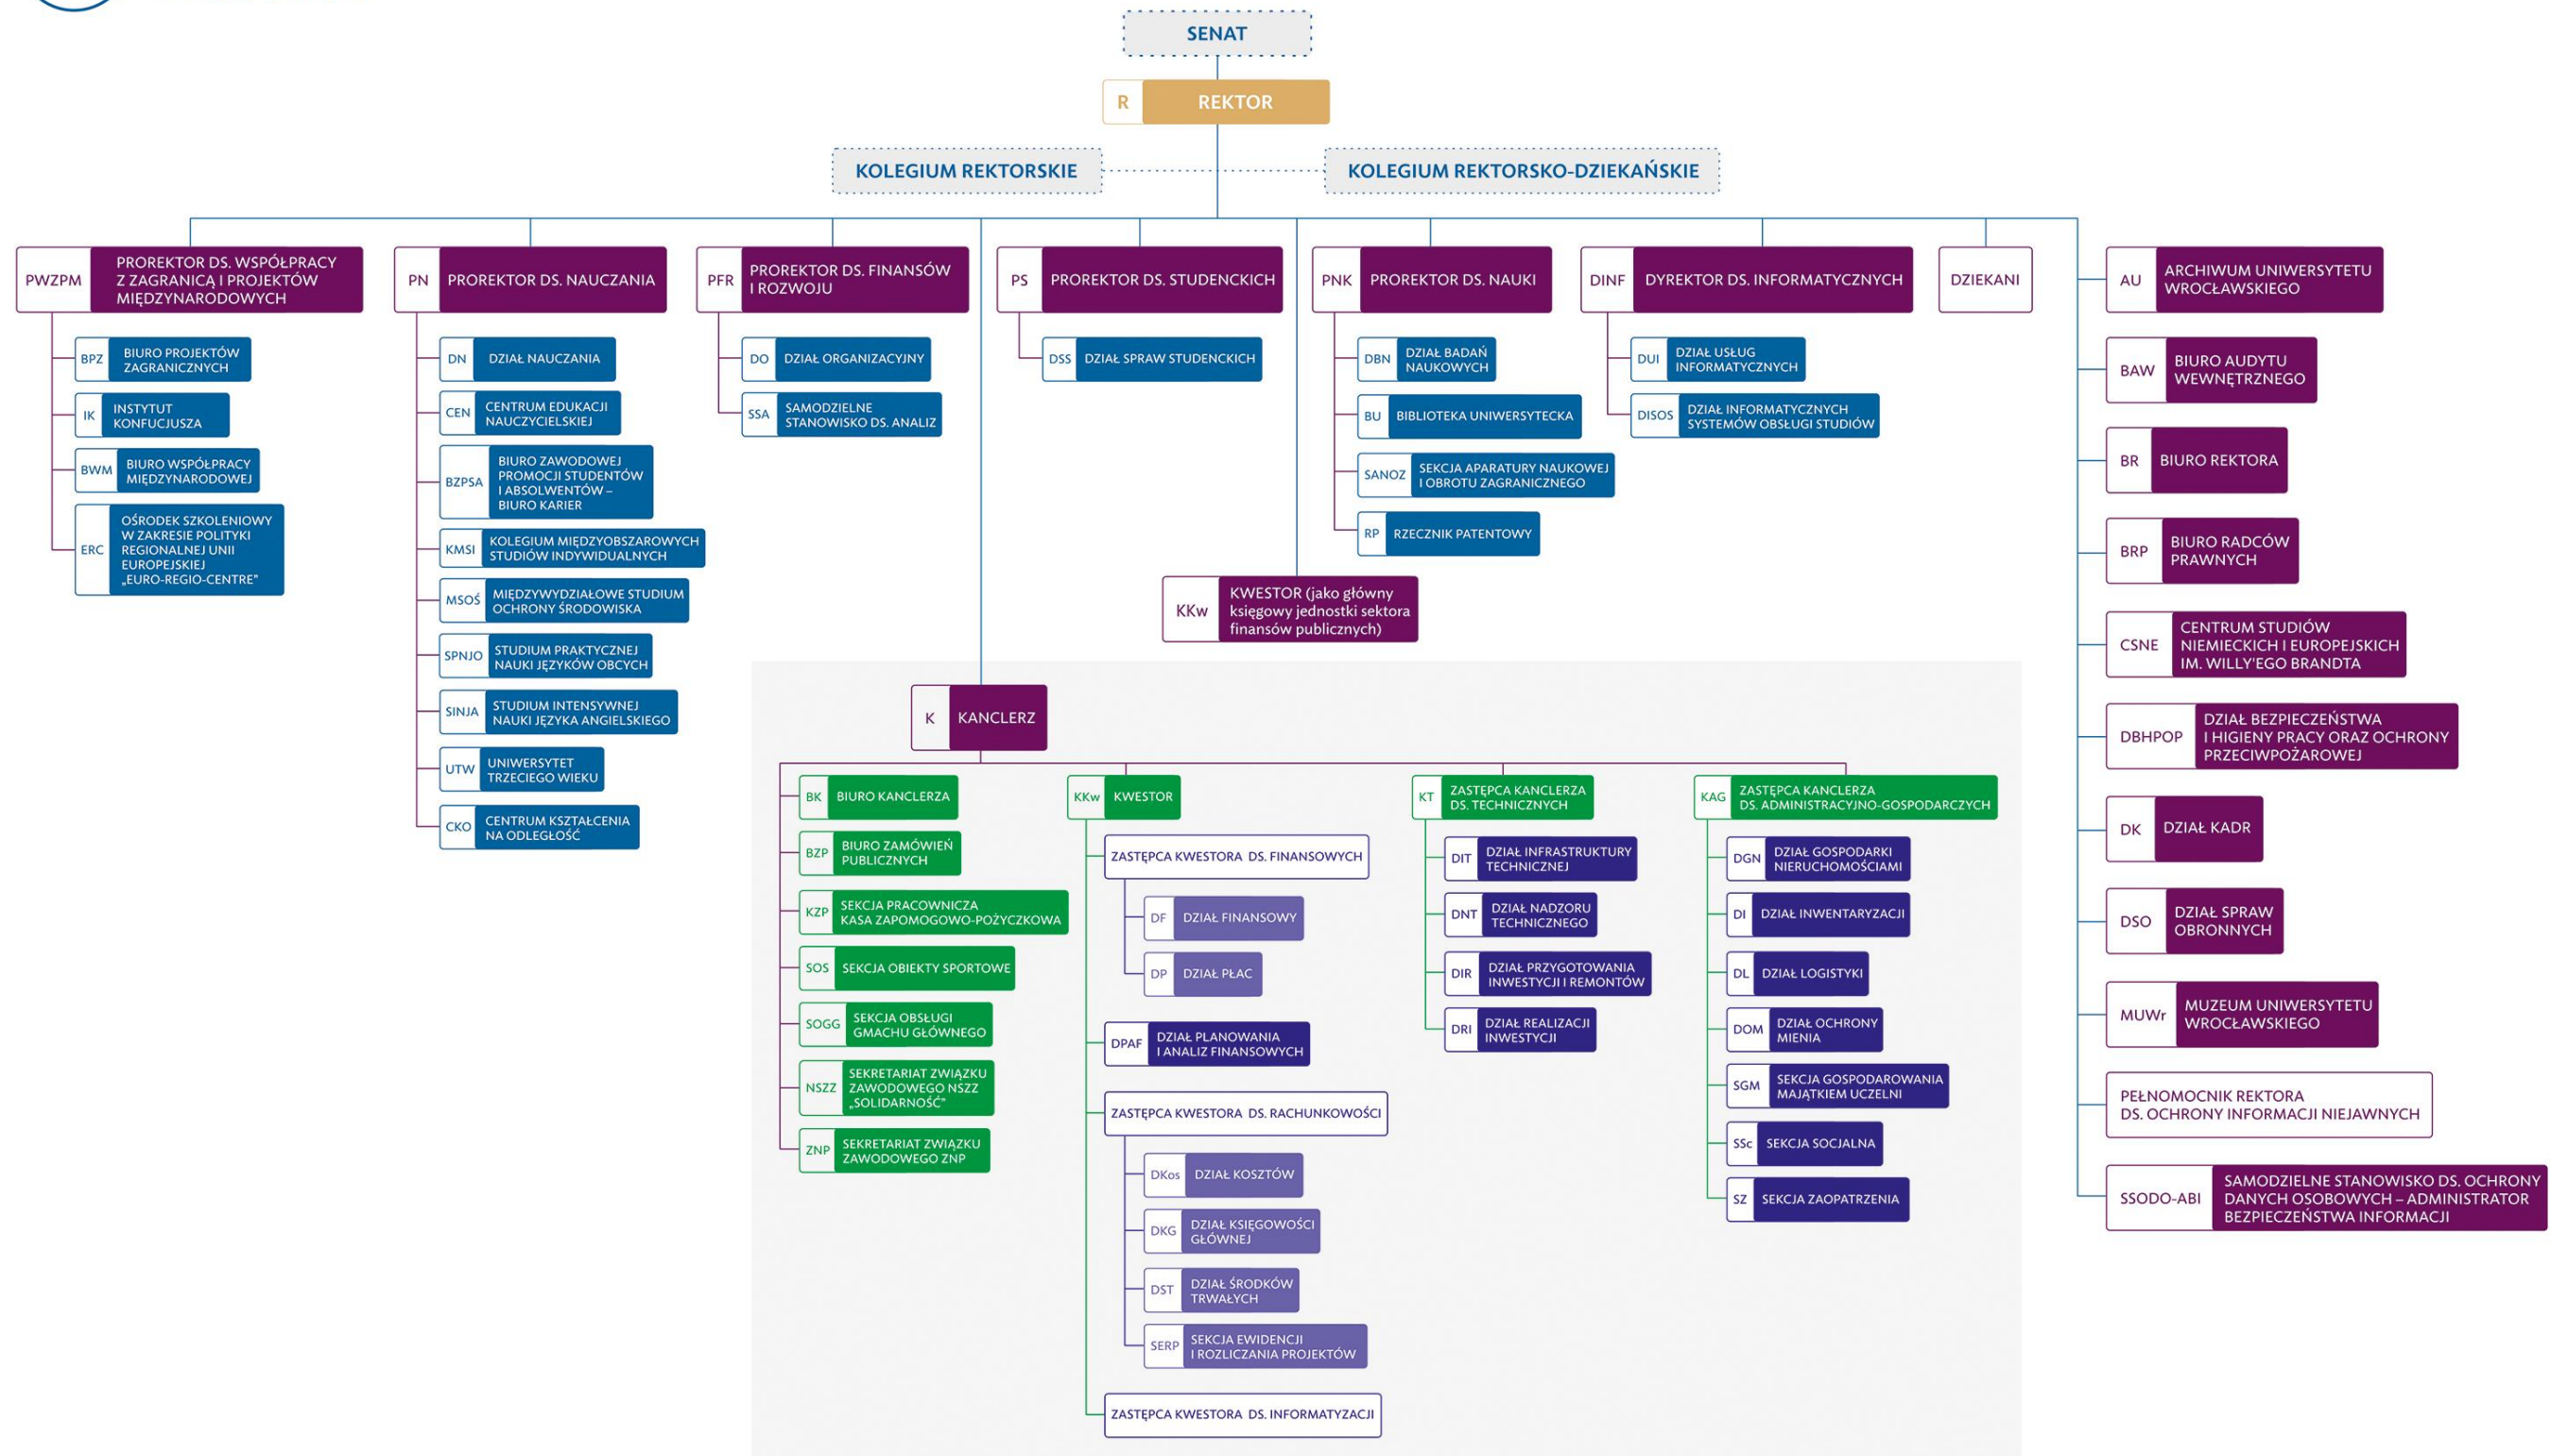 SENAT
R REKTOR
KOLEGIUM REKTORSKIE
KOLEGIUM REKTORSKO-DZIEKAŃSKIE
PWZPM
PROREKTOR DS. WSPÓŁPRACY
Z ZAGRANICĄ I PROJEKTÓW
MIĘDZYNARODOWYCH
BPZ
BIURO PROJEKTÓW
ZAGRANICZNYCH
IK
INSTYTUT
KONFUCJUSZA
BWM
BIURO WSPÓŁPRACY
MIĘDZYNARODOWEJ
ERC
OŚRODEK SZKOLENIOWY
W ZAKRESIE POLITYKI
REGIONALNEJ UNII
EUROPEJSKIEJ
„EURO-REGIO-CENTRE”
PN PROREKTOR DS. NAUCZANIA
DN DZIAŁ NAUCZANIA
CEN
CENTRUM EDUKACJI
NAUCZYCIELSKIEJ
BZPSA
BIURO ZAWODOWEJ
PROMOCJI STUDENTÓW
I ABSOLWENTÓW –
BIURO KARIER
KMSI
KOLEGIUM MIĘDZYOBSZAROWYCH
STUDIÓW INDYWIDUALNYCH
MSOŚ
MIĘDZYWYDZIAŁOWE STUDIUM
OCHRONY ŚRODOWISKA
SPNJO
STUDIUM PRAKTYCZNEJ
NAUKI JĘZYKÓW OBCYCH
SINJA
STUDIUM INTENSYWNEJ
NAUKI JĘZYKA ANGIELSKIEGO
UTW
UNIWERSYTET
TRZECIEGO WIEKU
CKO
CENTRUM KSZTAŁCENIA
NA ODLEGŁOŚĆ
PFR
PROREKTOR DS. FINANSÓW
I ROZWOJU
DO DZIAŁ ORGANIZACYJNY
SSA
SAMODZIELNE
STANOWISKO DS. ANALIZ
PS PROREKTOR DS. STUDENCKICH
DSS DZIAŁ SPRAW STUDENCKICH
PNK PROREKTOR DS. NAUKI
DBN
DZIAŁ BADAŃ
NAUKOWYCH
BU BIBLIOTEKA UNIWERSYTECKA
SANOZ
SEKCJA APARATURY NAUKOWEJ
I OBROTU ZAGRANICZNEGO
RP RZECZNIK PATENTOWY
DINF DYREKTOR DS. INFORMATYCZNYCH
DUI
DZIAŁ USŁUG
INFORMATYCZNYCH
DISOS
DZIAŁ INFORMATYCZNYCH
SYSTEMÓW OBSŁUGI STUDIÓW
DZIEKANI
KKw
KWESTOR (jako główny
księgowy jednostki sektora
finansów publicznych)
K KANCLERZ
BK BIURO KANCLERZA
BZP
BIURO ZAMÓWIEŃ
PUBLICZNYCH
KZP
SEKCJA PRACOWNICZA
KASA ZAPOMOGOWO-POŻYCZKOWA
SOS SEKCJA OBIEKTY SPORTOWE
SOGG
SEKCJA OBSŁUGI
GMACHU GŁÓWNEGO
NSZZ
SEKRETARIAT ZWIĄZKU
ZAWODOWEGO NSZZ
„SOLIDARNOŚĆ”
ZNP
SEKRETARIAT ZWIĄZKU
ZAWODOWEGO ZNP
KKw KWESTOR
ZASTĘPCA KWESTORA DS. FINANSOWYCH
DF DZIAŁ FINANSOWY
DP DZIAŁ PŁAC
DPAF
DZIAŁ PLANOWANIA
I ANALIZ FINANSOWYCH
ZASTĘPCA KWESTORA DS. RACHUNKOWOŚCI
DKos DZIAŁ KOSZTÓW
DKG
DZIAŁ KSIĘGOWOŚCI
GŁÓWNEJ
DST
DZIAŁ ŚRODKÓW
TRWAŁYCH
SERP
SEKCJA EWIDENCJI
I ROZLICZANIA PROJEKTÓW
ZASTĘPCA KWESTORA DS. INFORMATYZACJI
KT
ZASTĘPCA KANCLERZA
DS. TECHNICZNYCH
DIT
DZIAŁ INFRASTRUKTURY
TECHNICZNEJ
DNT
DZIAŁ NADZORU
TECHNICZNEGO
DIR
DZIAŁ PRZYGOTOWANIA
INWESTYCJI I REMONTÓW
DRI
DZIAŁ REALIZACJI
INWESTYCJI
KAG
ZASTĘPCA KANCLERZA
DS. ADMINISTRACYJNO-GOSPODARCZYCH
DGN
DZIAŁ GOSPODARKI
NIERUCHOMOŚCIAMI
DI DZIAŁ INWENTARYZACJI
DL DZIAŁ LOGISTYKI
DOM
DZIAŁ OCHRONY
MIENIA
SGM
SEKCJA GOSPODAROWANIA
MAJĄTKIEM UCZELNI
SSc SEKCJA SOCJALNA
SZ SEKCJA ZAOPATRZENIA
AU
ARCHIWUM UNIWERSYTETU
WROCŁAWSKIEGO
BAW
BIURO AUDYTU
WEWNĘTRZNEGO
BR BIURO REKTORA
BRP
BIURO RADCÓW
PRAWNYCH
CSNE
CENTRUM STUDIÓW
NIEMIECKICH I EUROPEJSKICH
IM. WILLY'EGO BRANDTA
DBHPOP
DZIAŁ BEZPIECZEŃSTWA
I HIGIENY PRACY ORAZ OCHRONY
PRZECIWPOŻAROWEJ
DK DZIAŁ KADR
DSO
DZIAŁ SPRAW
OBRONNYCH
MUWr
MUZEUM UNIWERSYTETU
WROCŁAWSKIEGO
PEŁNOMOCNIK REKTORA
DS. OCHRONY INFORMACJI NIEJAWNYCH
SSODO-ABI
SAMODZIELNE STANOWISKO DS. OCHRONY
DANYCH OSOBOWYCH – ADMINISTRATOR
BEZPIECZEŃSTWA INFORMACJI